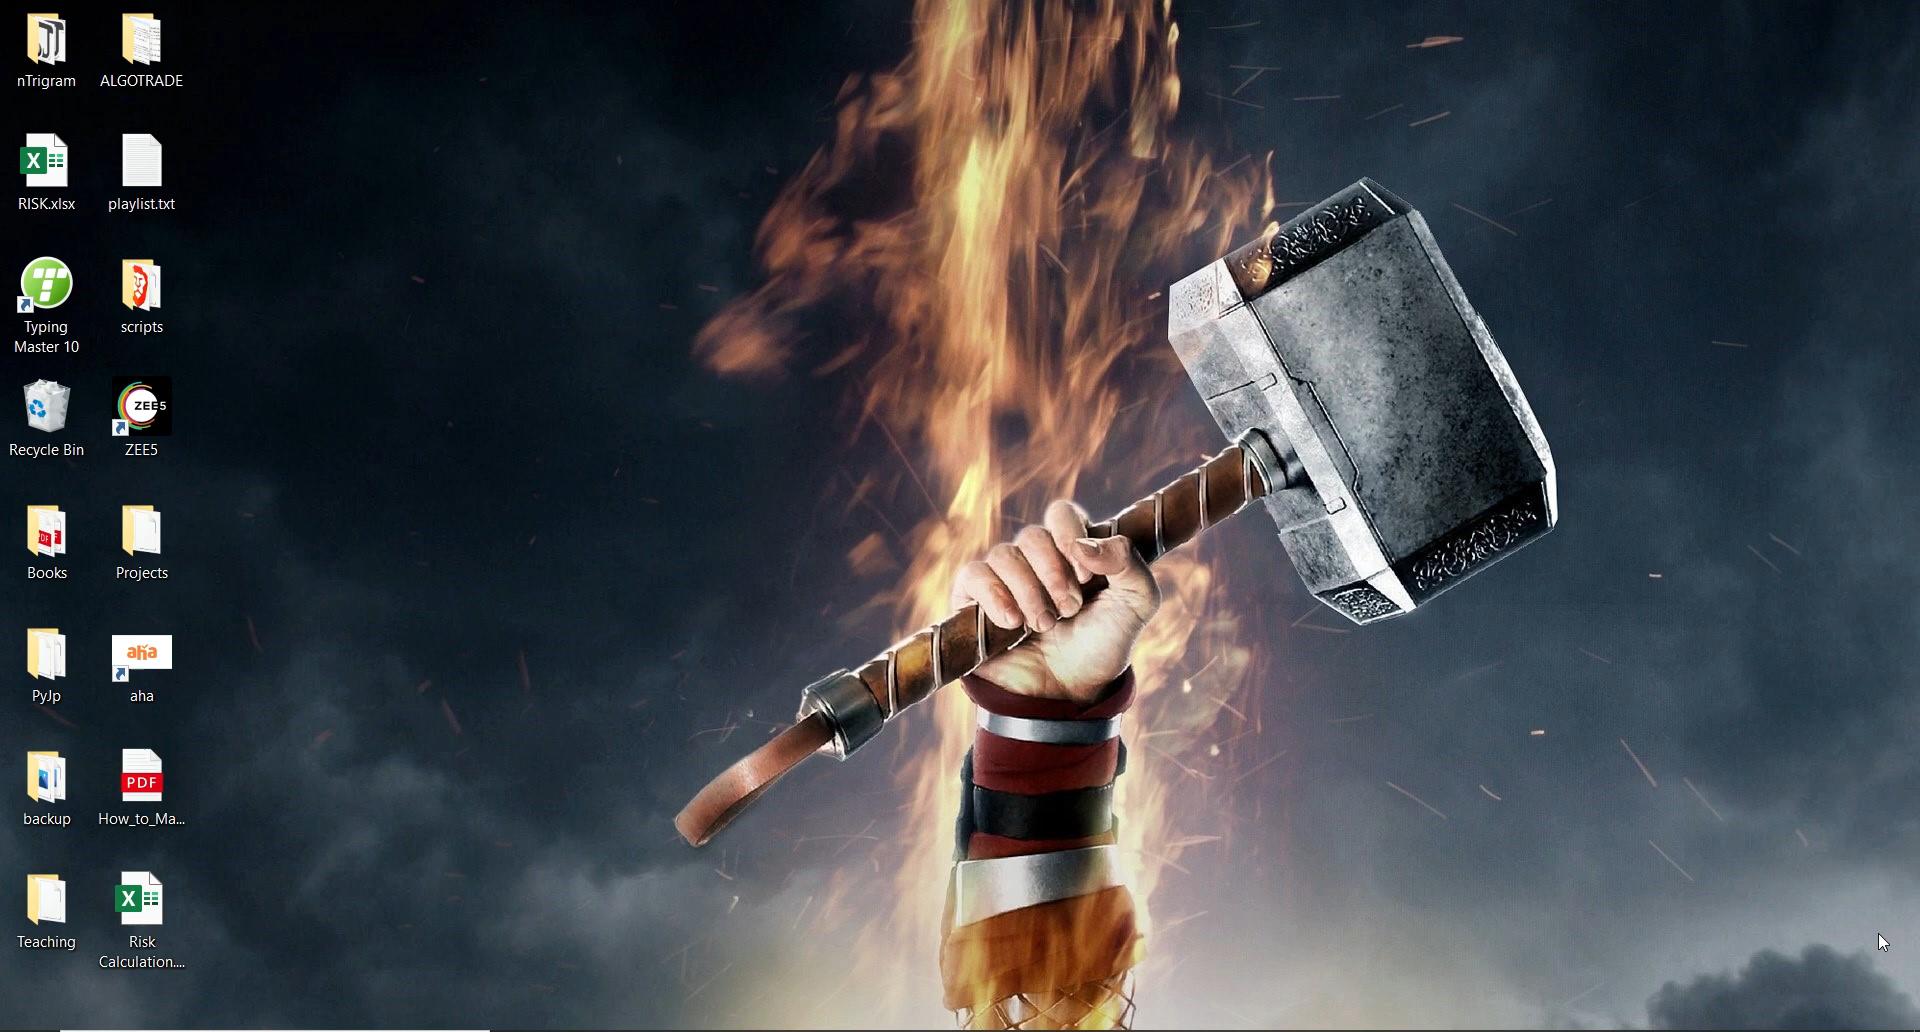 nTrigram
ALGOTRADE
RISK.xlsx
playlist.txt
Typing
Master 10
scripts
Recycle Bin
ZEE5
ZEE5
Books
PDF
Projects
PyJp
aha
aha
backup
PDF
How_to_Ma...
Teaching
Risk
Calculation....